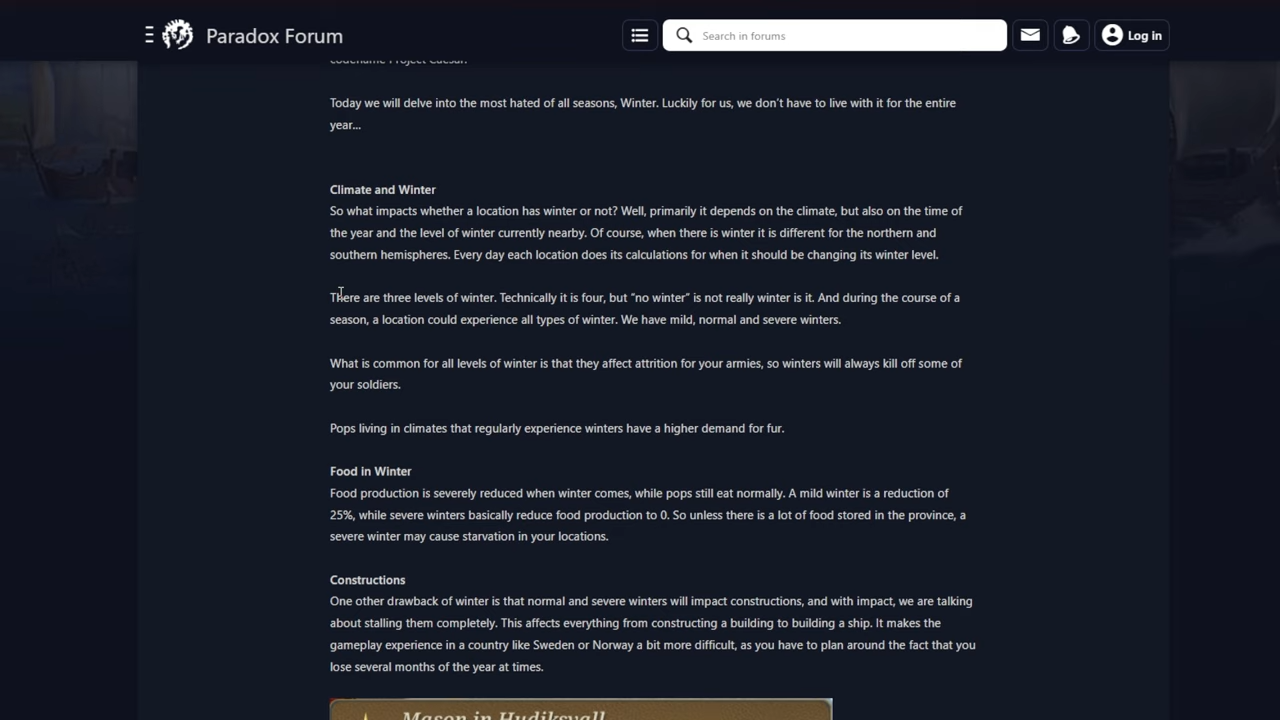 Paradox Forum
Search in forums
Log in
codename Project Caesar.
Today we will delve into the most hated of all seasons, Winter. Luckily for us, we don't have to live with it for the entire
year...
Climate and Winter
So what impacts whether a location has winter or not? Well, primarily it depends on the climate, but also on the time of
the year and the level of winter currently nearby. Of course, when there is winter it is different for the northern and
southern hemispheres. Every day each location does its calculations for when it should be changing its winter level.
There are three levels of winter. Technically it is four, but “no winter” is not really winter is it. And during the course of a
season, a location could experience all types of winter. We have mild, normal and severe winters.
What is common for all levels of winter is that they affect attrition for your armies, so winters will always kill off some of
your soldiers.
Pops living in climates that regularly experience winters have a higher demand for fur.
Food in Winter
Food production is severely reduced when winter comes, while pops still eat normally. A mild winter is a reduction of
25%, while severe winters basically reduce food production to 0. So unless there is a lot of food stored in the province, a
severe winter may cause starvation in your locations.
Constructions
One other drawback of winter is that normal and severe winters will impact constructions, and with impact, we are talking
about stalling them completely. This affects everything from constructing a building to building a ship. It makes the
gameplay experience in a country like Sweden or Norway a bit more difficult, as you have to plan around the fact that you
lose several months of the year at times.
Mason in Hudiksvall